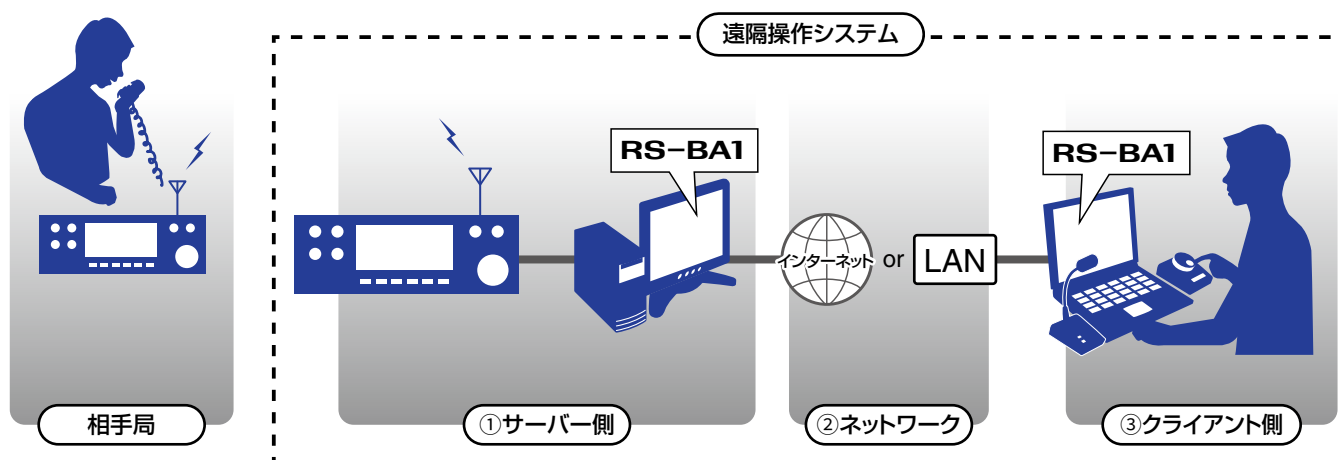 遠隔操作システム
RS-BA1
RS-BA1
インターネット or LAN
相手局
①サーバー側
②ネットワーク
③クライアント側